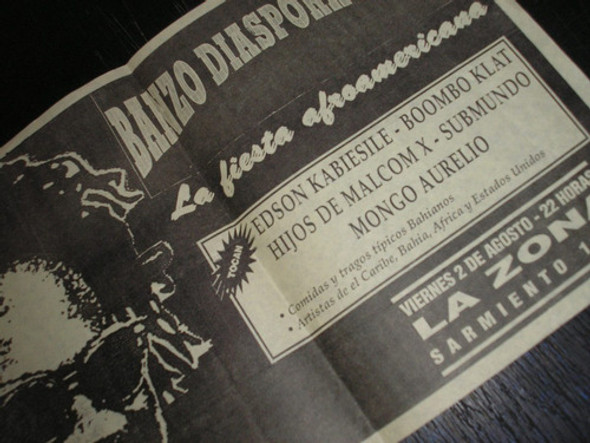 BANZO DIASPORA
La fiesta afroamericana
TOCAN
EDSON KABIESILE - BOOMBO KLAT
HIJOS DE MALCOM X - SUBMUNDO
MONGO AURELIO
• Comidas y tragos típicos Bahianos
• Artistas de el Caribe, Bahia, Africa y Estados Unidos
VIERNES 2 DE AGOSTO - 22 HORAS
LA ZONA
SARMIENTO